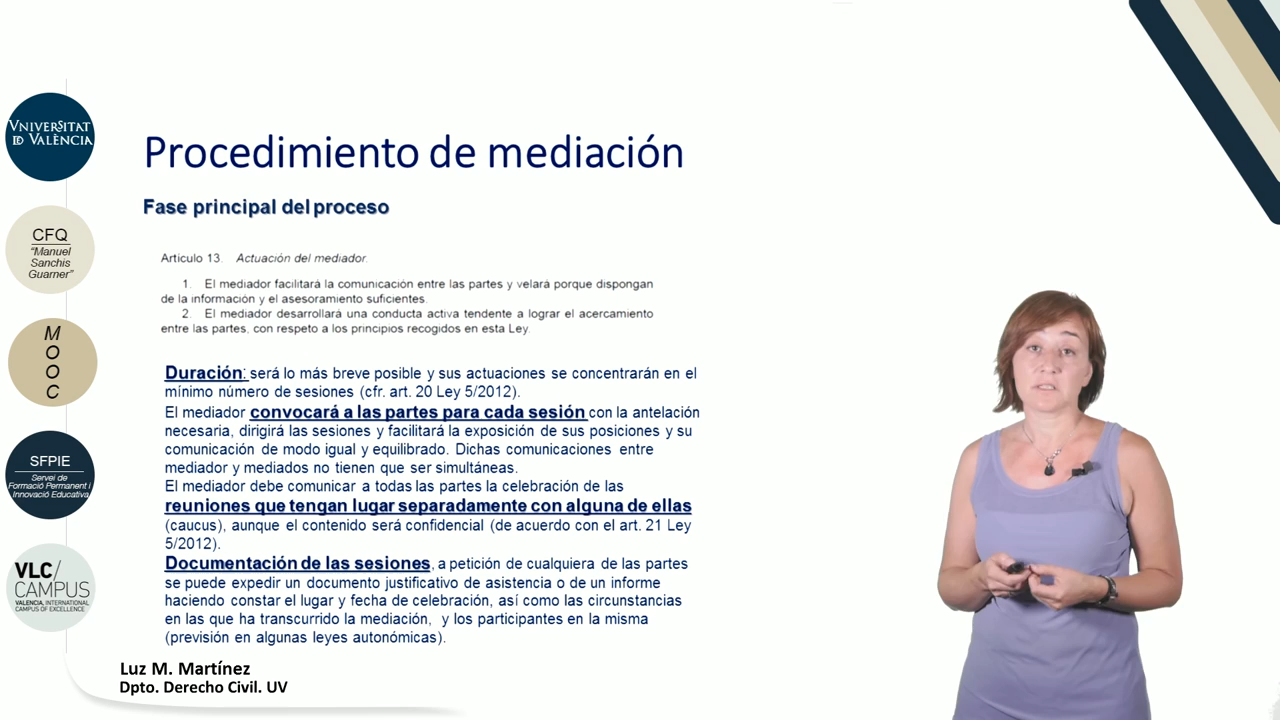 VNIVERSITAT
ID VALÈNCIA
CFQ
"Manuel
Sanchis
Guarner"
M
O
O
C
SFPIE
Servei de
Formació Permanent i
Innovació Educativa
VLC/
CAMPUS
VALENCIA, INTERNATIONAL
CAMPUS OF EXCELLENCE
Procedimiento de mediación
Fase principal del proceso
Artículo 13. Actuación del mediador.
1. El mediador facilitará la comunicación entre las partes y velará porque dispongan
de la información y el asesoramiento suficientes.
2. El mediador desarrollará una conducta activa tendente a lograr el acercamiento
entre las partes, con respeto a los principios recogidos en esta Ley.
Duración: será lo más breve posible y sus actuaciones se concentrarán en el
mínimo número de sesiones (cfr. art. 20 Ley 5/2012).
El mediador convocará a las partes para cada sesión con la antelación
necesaria, dirigirá las sesiones y facilitará la exposición de sus posiciones y su
comunicación de modo igual y equilibrado. Dichas comunicaciones entre
mediador y mediados no tienen que ser simultáneas.
El mediador debe comunicar a todas las partes la celebración de las
reuniones que tengan lugar separadamente con alguna de ellas
(caucus), aunque el contenido será confidencial (de acuerdo con el art. 21 Ley
5/2012).
Documentación de las sesiones, a petición de cualquiera de las partes
se puede expedir un documento justificativo de asistencia o de un informe
haciendo constar el lugar y fecha de celebración, así como las circunstancias
en las que ha transcurrido la mediación, y los participantes en la misma
(previsión en algunas leyes autonómicas).
Luz M. Martínez
Dpto. Derecho Civil. UV